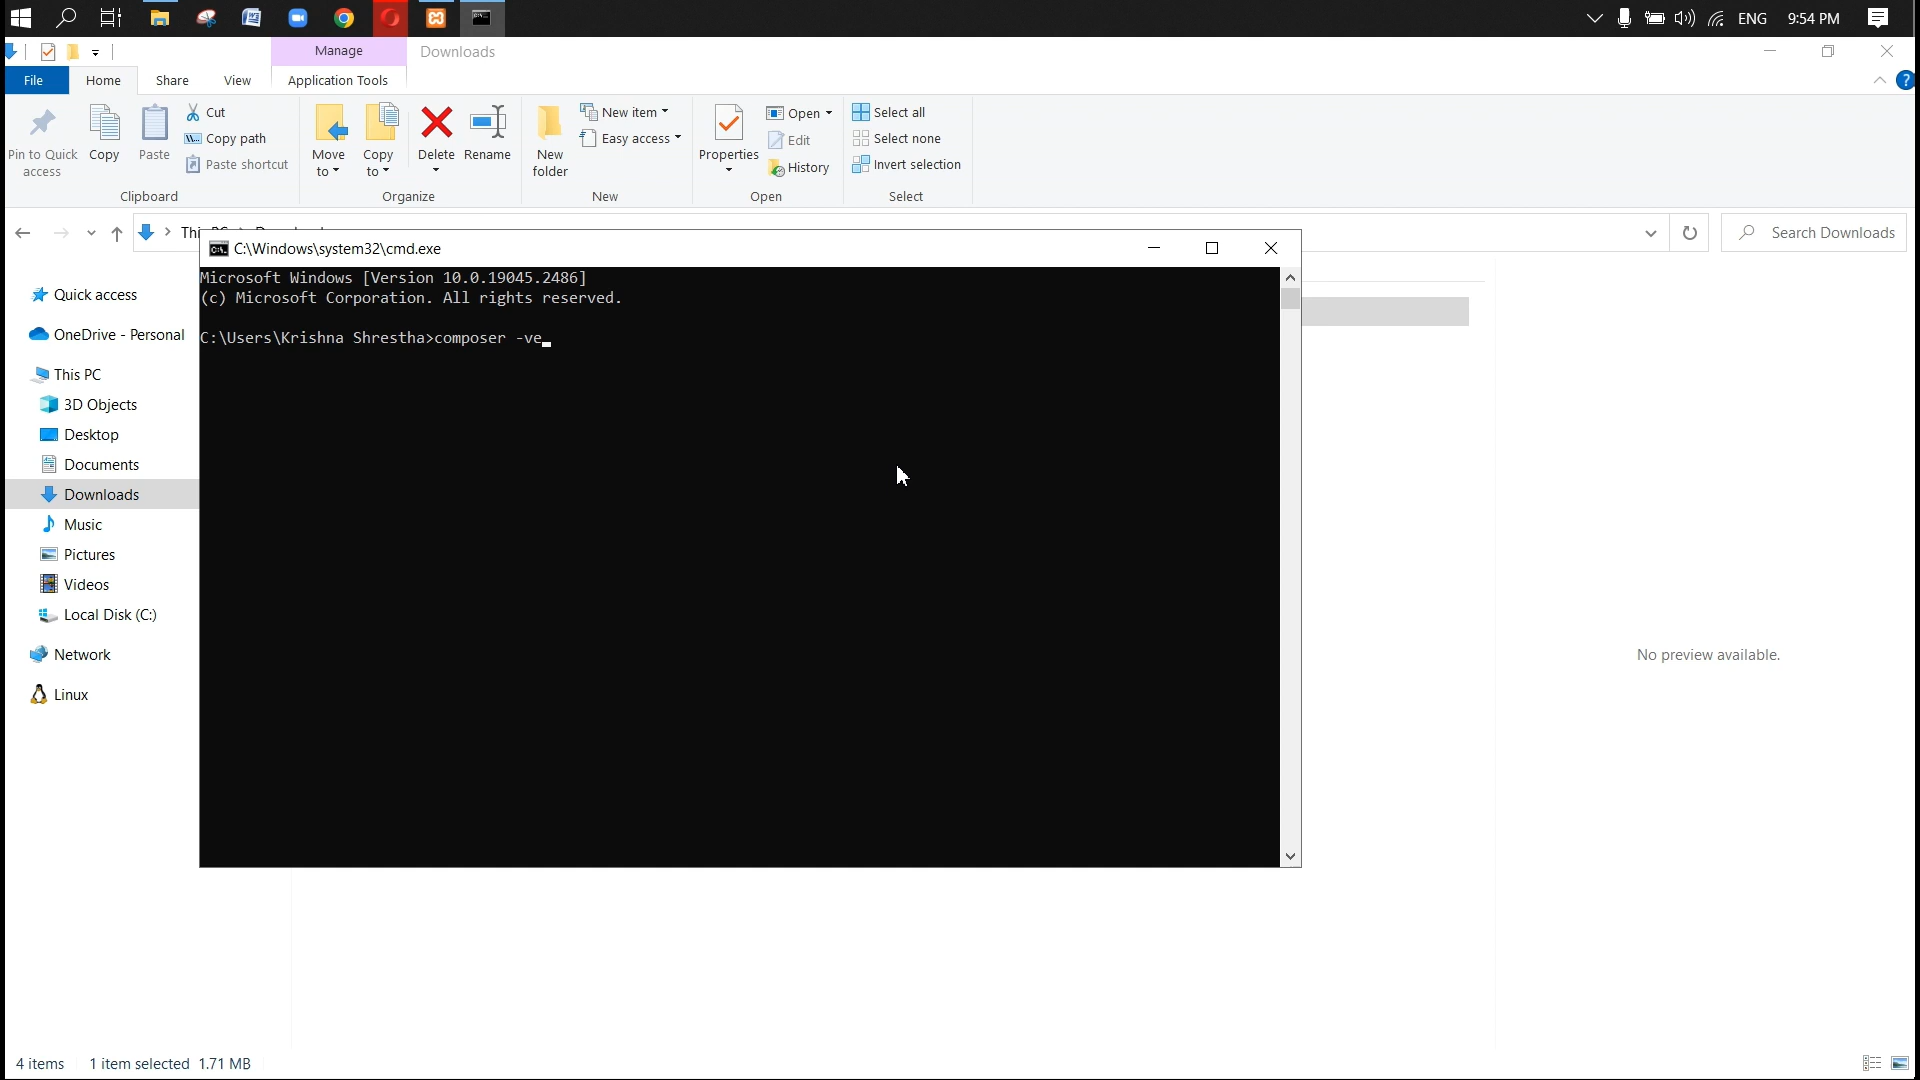 ENG 9:54 PM
Manage Downloads
File Home Share View Application Tools
Pin to Quick access
Copy
Paste
Cut
Copy path
Paste shortcut
Clipboard
Move to
Copy to
Delete
Rename
Organize
New folder
New item
Easy access
New
Properties
Open
Edit
History
Open
Select all
Select none
Invert selection
Select
Search Downloads
C:\Windows\system32\cmd.exe
Microsoft Windows [Version 10.0.19045.2486]
(c) Microsoft Corporation. All rights reserved.
C:\Users\Krishna Shrestha>composer -ve
Quick access
OneDrive - Personal
This PC
3D Objects
Desktop
Documents
Downloads
Music
Pictures
Videos
Local Disk (C:)
Network
Linux
No preview available.
4 items 1 item selected 1.71 MB